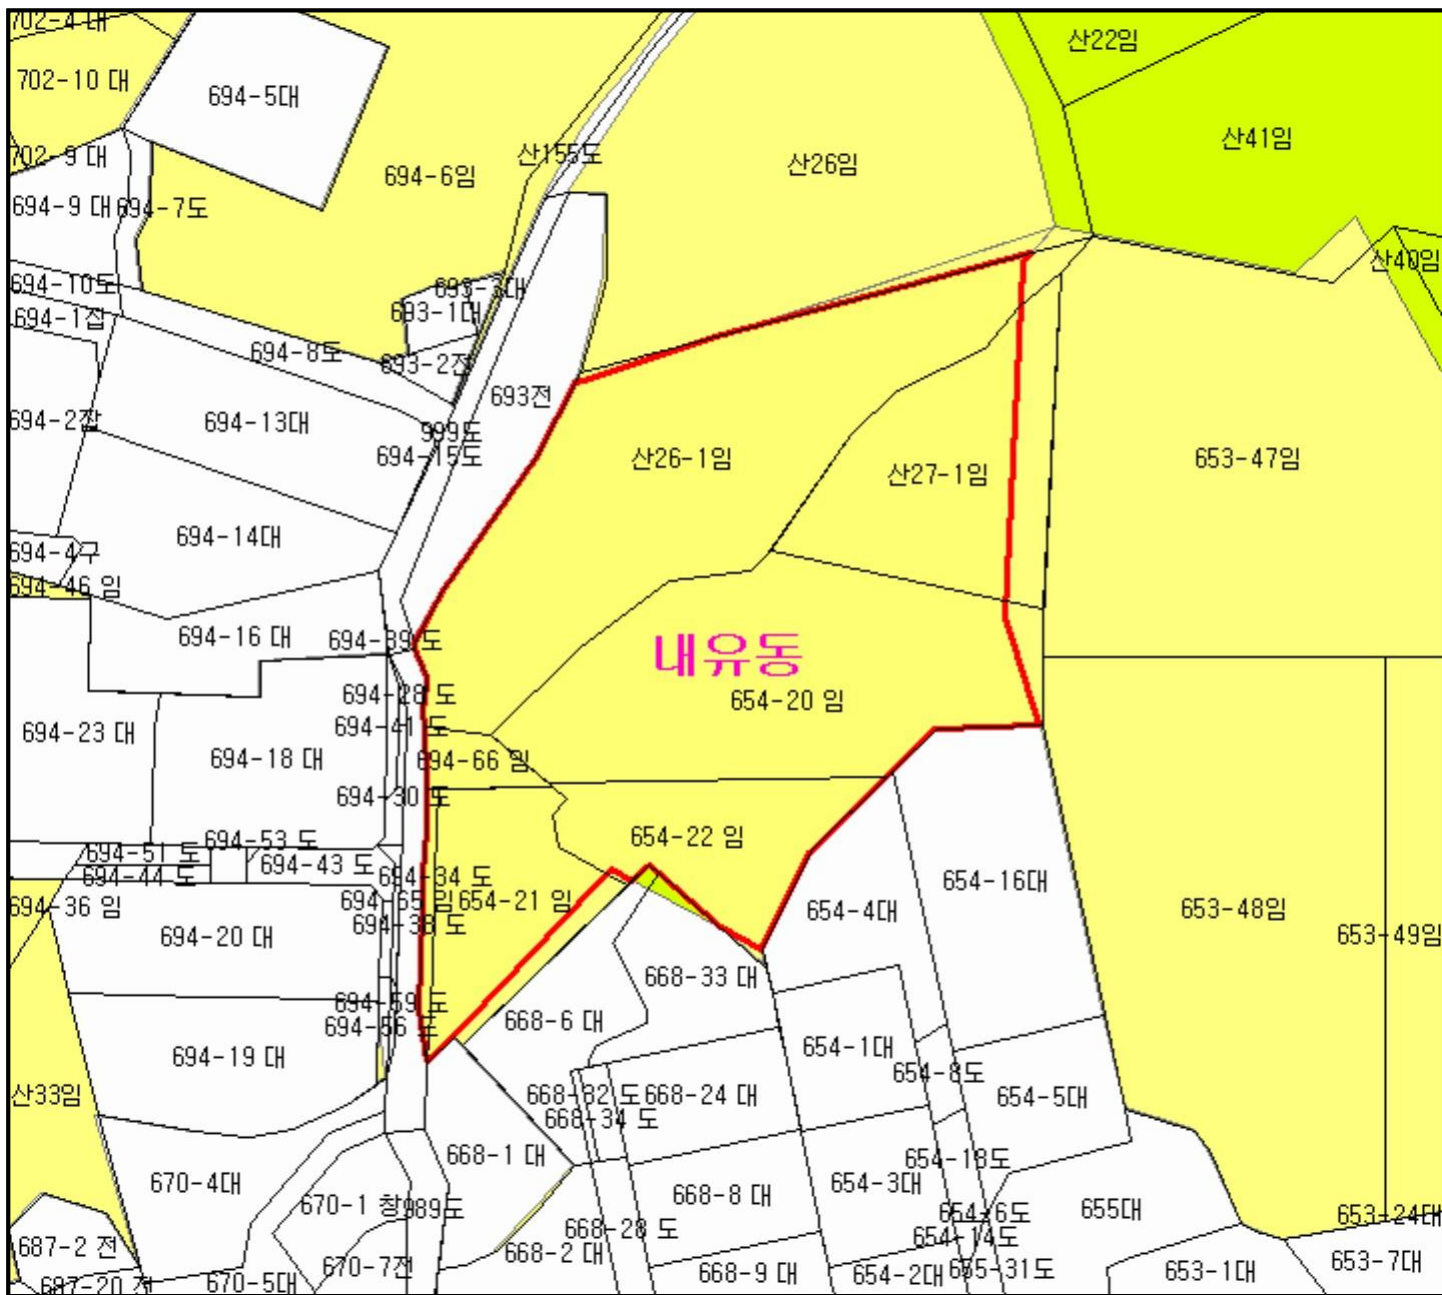 702-4 대
산22임
702-10 대
694-5대
산41임
702-9 대
산155도
산26임
694-6임
694-9 대
694-7도
산40임
694-10도
693-3대
693-1대
694-1잡
694-8도
693-2전
693전
694-2잡
694-13대
999도
694-15도
산26-1임
산27-1임
653-47임
694-14대
694-4구
694-46 임
694-16 대
694-39 도
내유동
694-28 도
654-20 임
694-23 대
694-41 도
694-18 대
694-66 임
694-30 도
694-53 도
654-22 임
694-51 도
694-43 도
694-44 도
694-34 도
654-16대
694-36 임
694-65 임
654-21 임
654-4대
653-48임
694-38 도
694-20 대
653-49임
668-33 대
694-59 도
668-6 대
694-56 도
694-19 대
654-1대
654-8도
산33임
668-32 도
668-24 대
654-5대
668-34 도
668-1 대
654-18도
670-4대
654-3대
668-8 대
670-1 창
989도
654-6도
655대
653-24대
668-28 도
654-14도
687-2 전
668-2 대
670-7전
668-9 대
654-2대
655-31도
653-1대
653-7대
687-20 전
670-5대